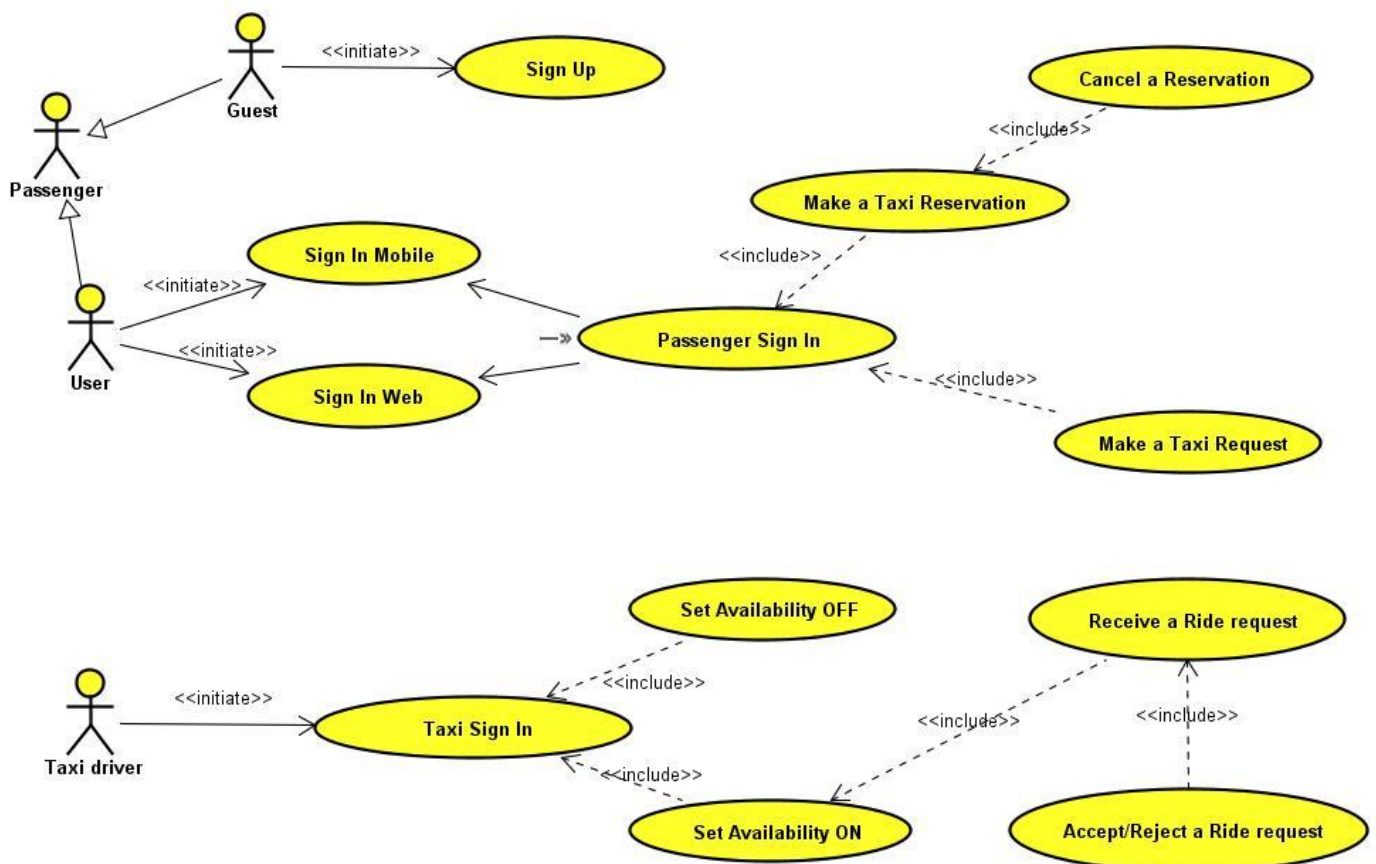 <<initiate>>
Sign Up
Guest
Cancel a Reservation
<<include>>
Passenger
Make a Taxi Reservation
Sign In Mobile
<<include>>
<<initiate>>
Passenger Sign In
<<initiate>>
User
Sign In Web
<<include>>
Make a Taxi Request
Set Availability OFF
Receive a Ride request
<<include>>
<<initiate>>
Taxi Sign In
<<include>>
<<include>>
Taxi driver
<<include>>
Set Availability ON
Accept/Reject a Ride request